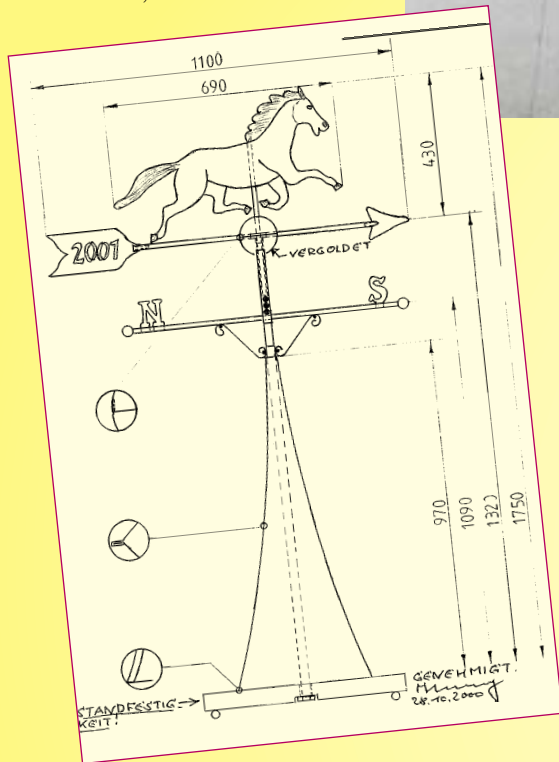 1100
690
430
2001
VERGOLDET
N
S
970
1090
1320
1750
STANDFESTIG-
KEIT!
GENEHMIGT.
28.10.2000